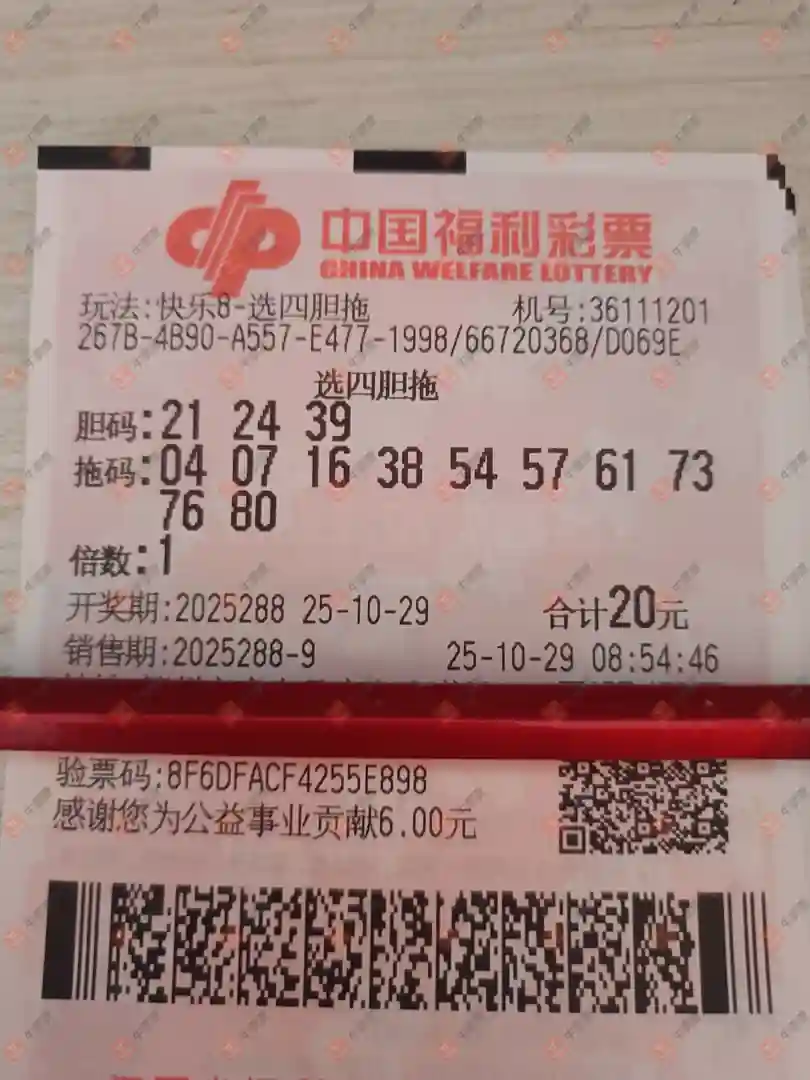 中国福利彩票
CHINA WELFARE LOTTERY
玩法:快乐8-选四胆拖 机号:36111201
267B-4B90-A557-E477-1998/66720368/D069E
选四胆拖
胆码:21 24 39
拖码:04 07 16 38 54 57 61 73
76 80
倍数:1
开奖期:2025288 25-10-29 合计20元
销售期:2025288-9 25-10-29 08:54:46
验票码:8F6DFACF4255E898
感谢您为公益事业贡献6.00元